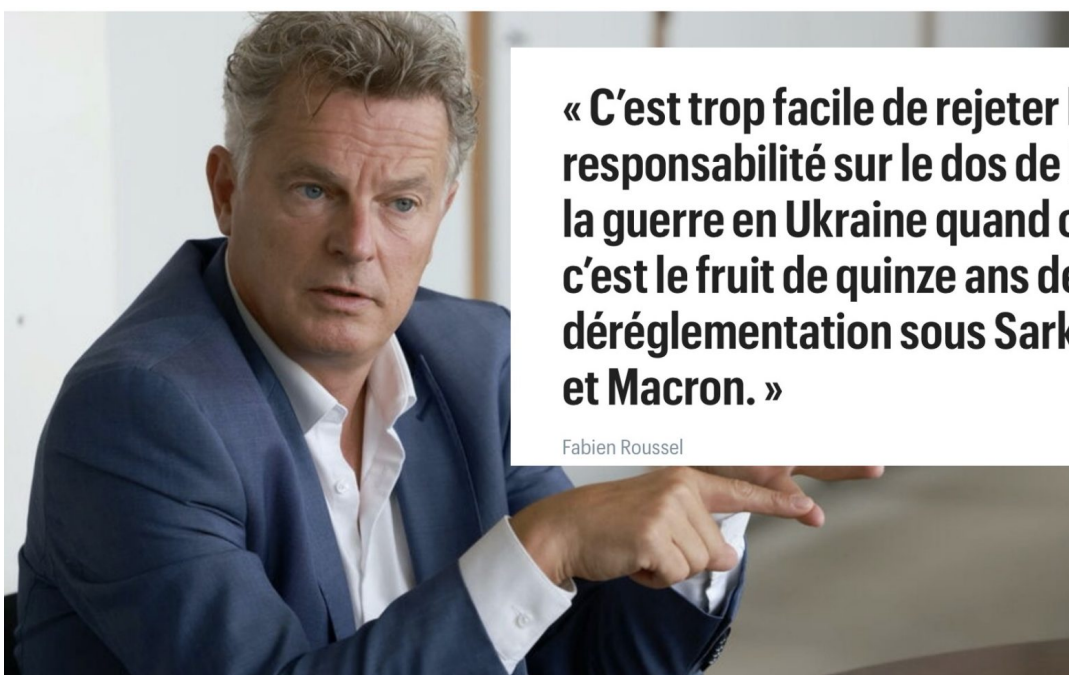 « C’est trop facile de rejeter
responsabilité sur le dos de
la guerre en Ukraine quand
c’est le fruit de quinze ans
déréglementation sous
et Macron. »
Fabien Roussel